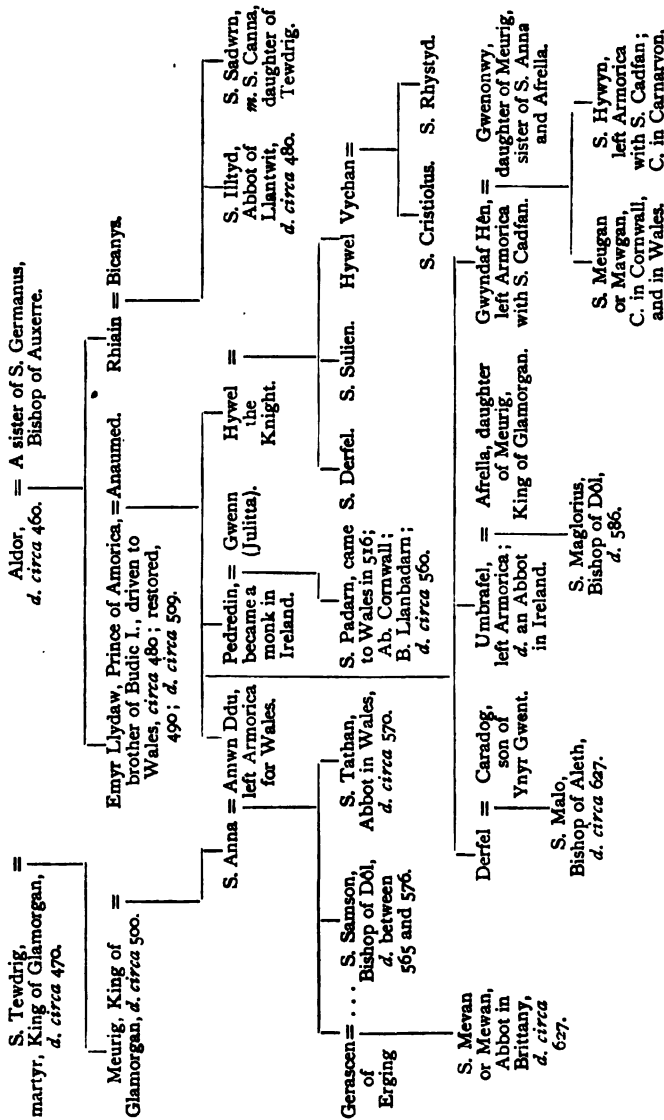 S. Tewdrig, =
martyr, King of Glamorgan,
d. circa 470.
Aldor, = A sister of S. Germanus,
d. circa 460. Bishop of Auxerre.
Meurig, King of =
Glamorgan, d. circa 500.
Emyr Llydaw, Prince of Amorica, = Anaumed.
brother of Budic I., driven to
Wales, circa 480; restored,
490; d. circa 509.
Rhiain = Bicanys.
S. Anna = Amwn Ddu,
left Armorica
for Wales.
Pedredin, = Gwenn
became a (Julitta).
monk in
Ireland.
Hywel =
the
Knight.
S. Illtyd,
Abbot of
Llantwit,
d. circa 480.
S. Sadwrn,
m. S. Canna,
daughter of
Tewdrig.
Gerascen = ...
of
Erging
S. Samson,
Bishop of Dôl,
d. between
565 and 576.
S. Tathan,
Abbot in Wales,
d. circa 570.
S. Padarn, came
to Wales in 516;
Ab. Cornwall;
B. Llanbadarn;
d. circa 560.
S. Derfel. S. Sulien. Hywel Vychan =
S. Cristiolus. S. Rhystyd.
S. Mevan
or Mewan,
Abbot in
Brittany,
d. circa
627.
Derfel = Caradog,
son of
Ynyr Gwent.
Umbrafel, = Afrella, daughter
left Armorica; of Meurig,
d. an Abbot King of Glamorgan.
in Ireland.
Gwyndaf Hên, = Gwenonwy,
left Armorica daughter of Meurig,
with S. Cadfan. sister of S. Anna
and Afrella.
S. Malo,
Bishop of Aleth,
d. circa 627.
S. Maglorius,
Bishop of Dôl,
d. 586.
S. Meugan
or Mawgan,
C. in Cornwall,
and in Wales.
S. Hywyn,
left Armorica
with S. Cadfan;
C. in Carnarvon.